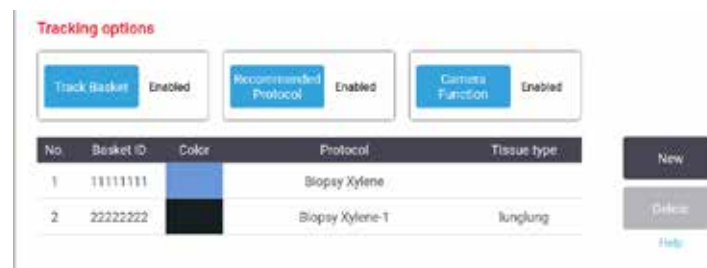 Tracking options
Track Basket Enabled
Recommended Protocol Enabled
Camera Function Enabled
No. Basket ID Color Protocol Tissue type
1 11111111 Biopsy Xylene
2 22222222 Biopsy Xylene-1 lunglung
New
Delete
Help